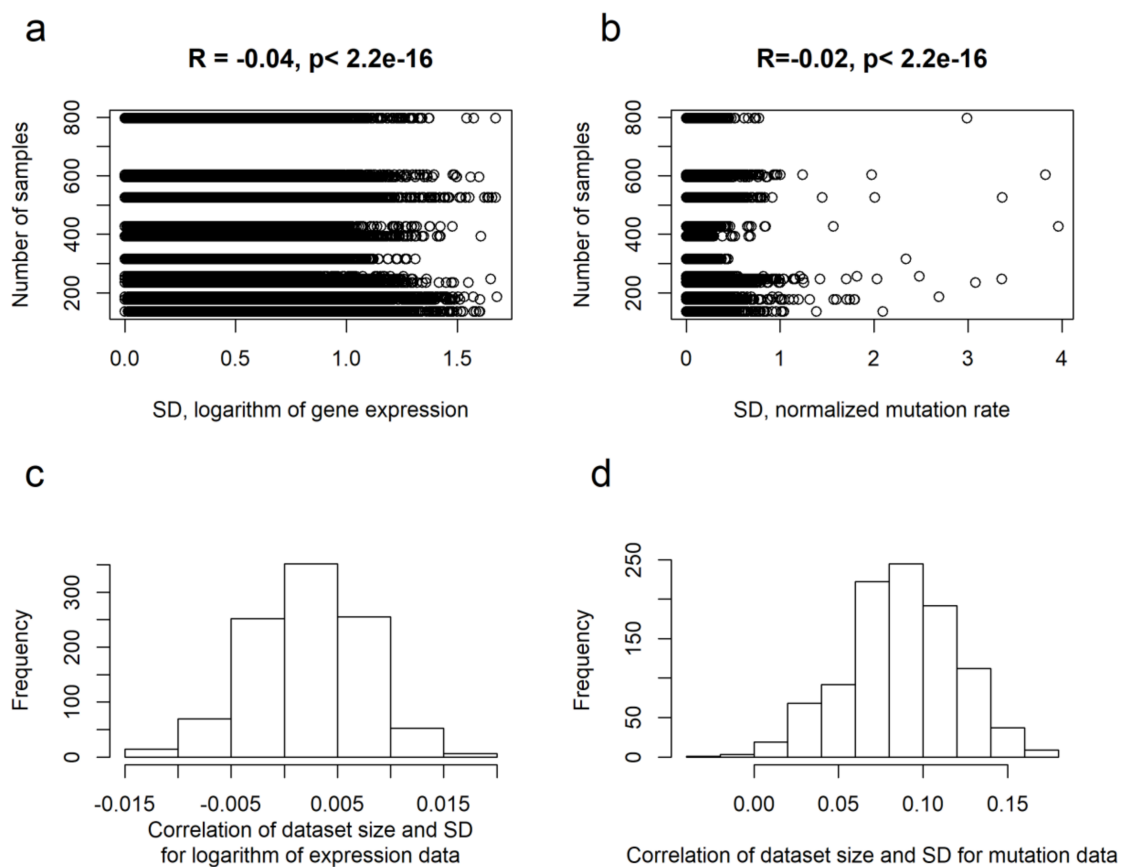 a
R = -0.04, p< 2.2e-16
Number of samples
800
600
400
200
0.0 0.5 1.0 1.5
SD, logarithm of gene expression
b
R=-0.02, p< 2.2e-16
Number of samples
800
600
400
200
0 1 2 3 4
SD, normalized mutation rate
c
Frequency
300
200
100
0
-0.015 -0.005 0.005 0.015
Correlation of dataset size and SD
for logarithm of expression data
d
Frequency
250
150
50
0
0.00 0.05 0.10 0.15
Correlation of dataset size and SD for mutation data